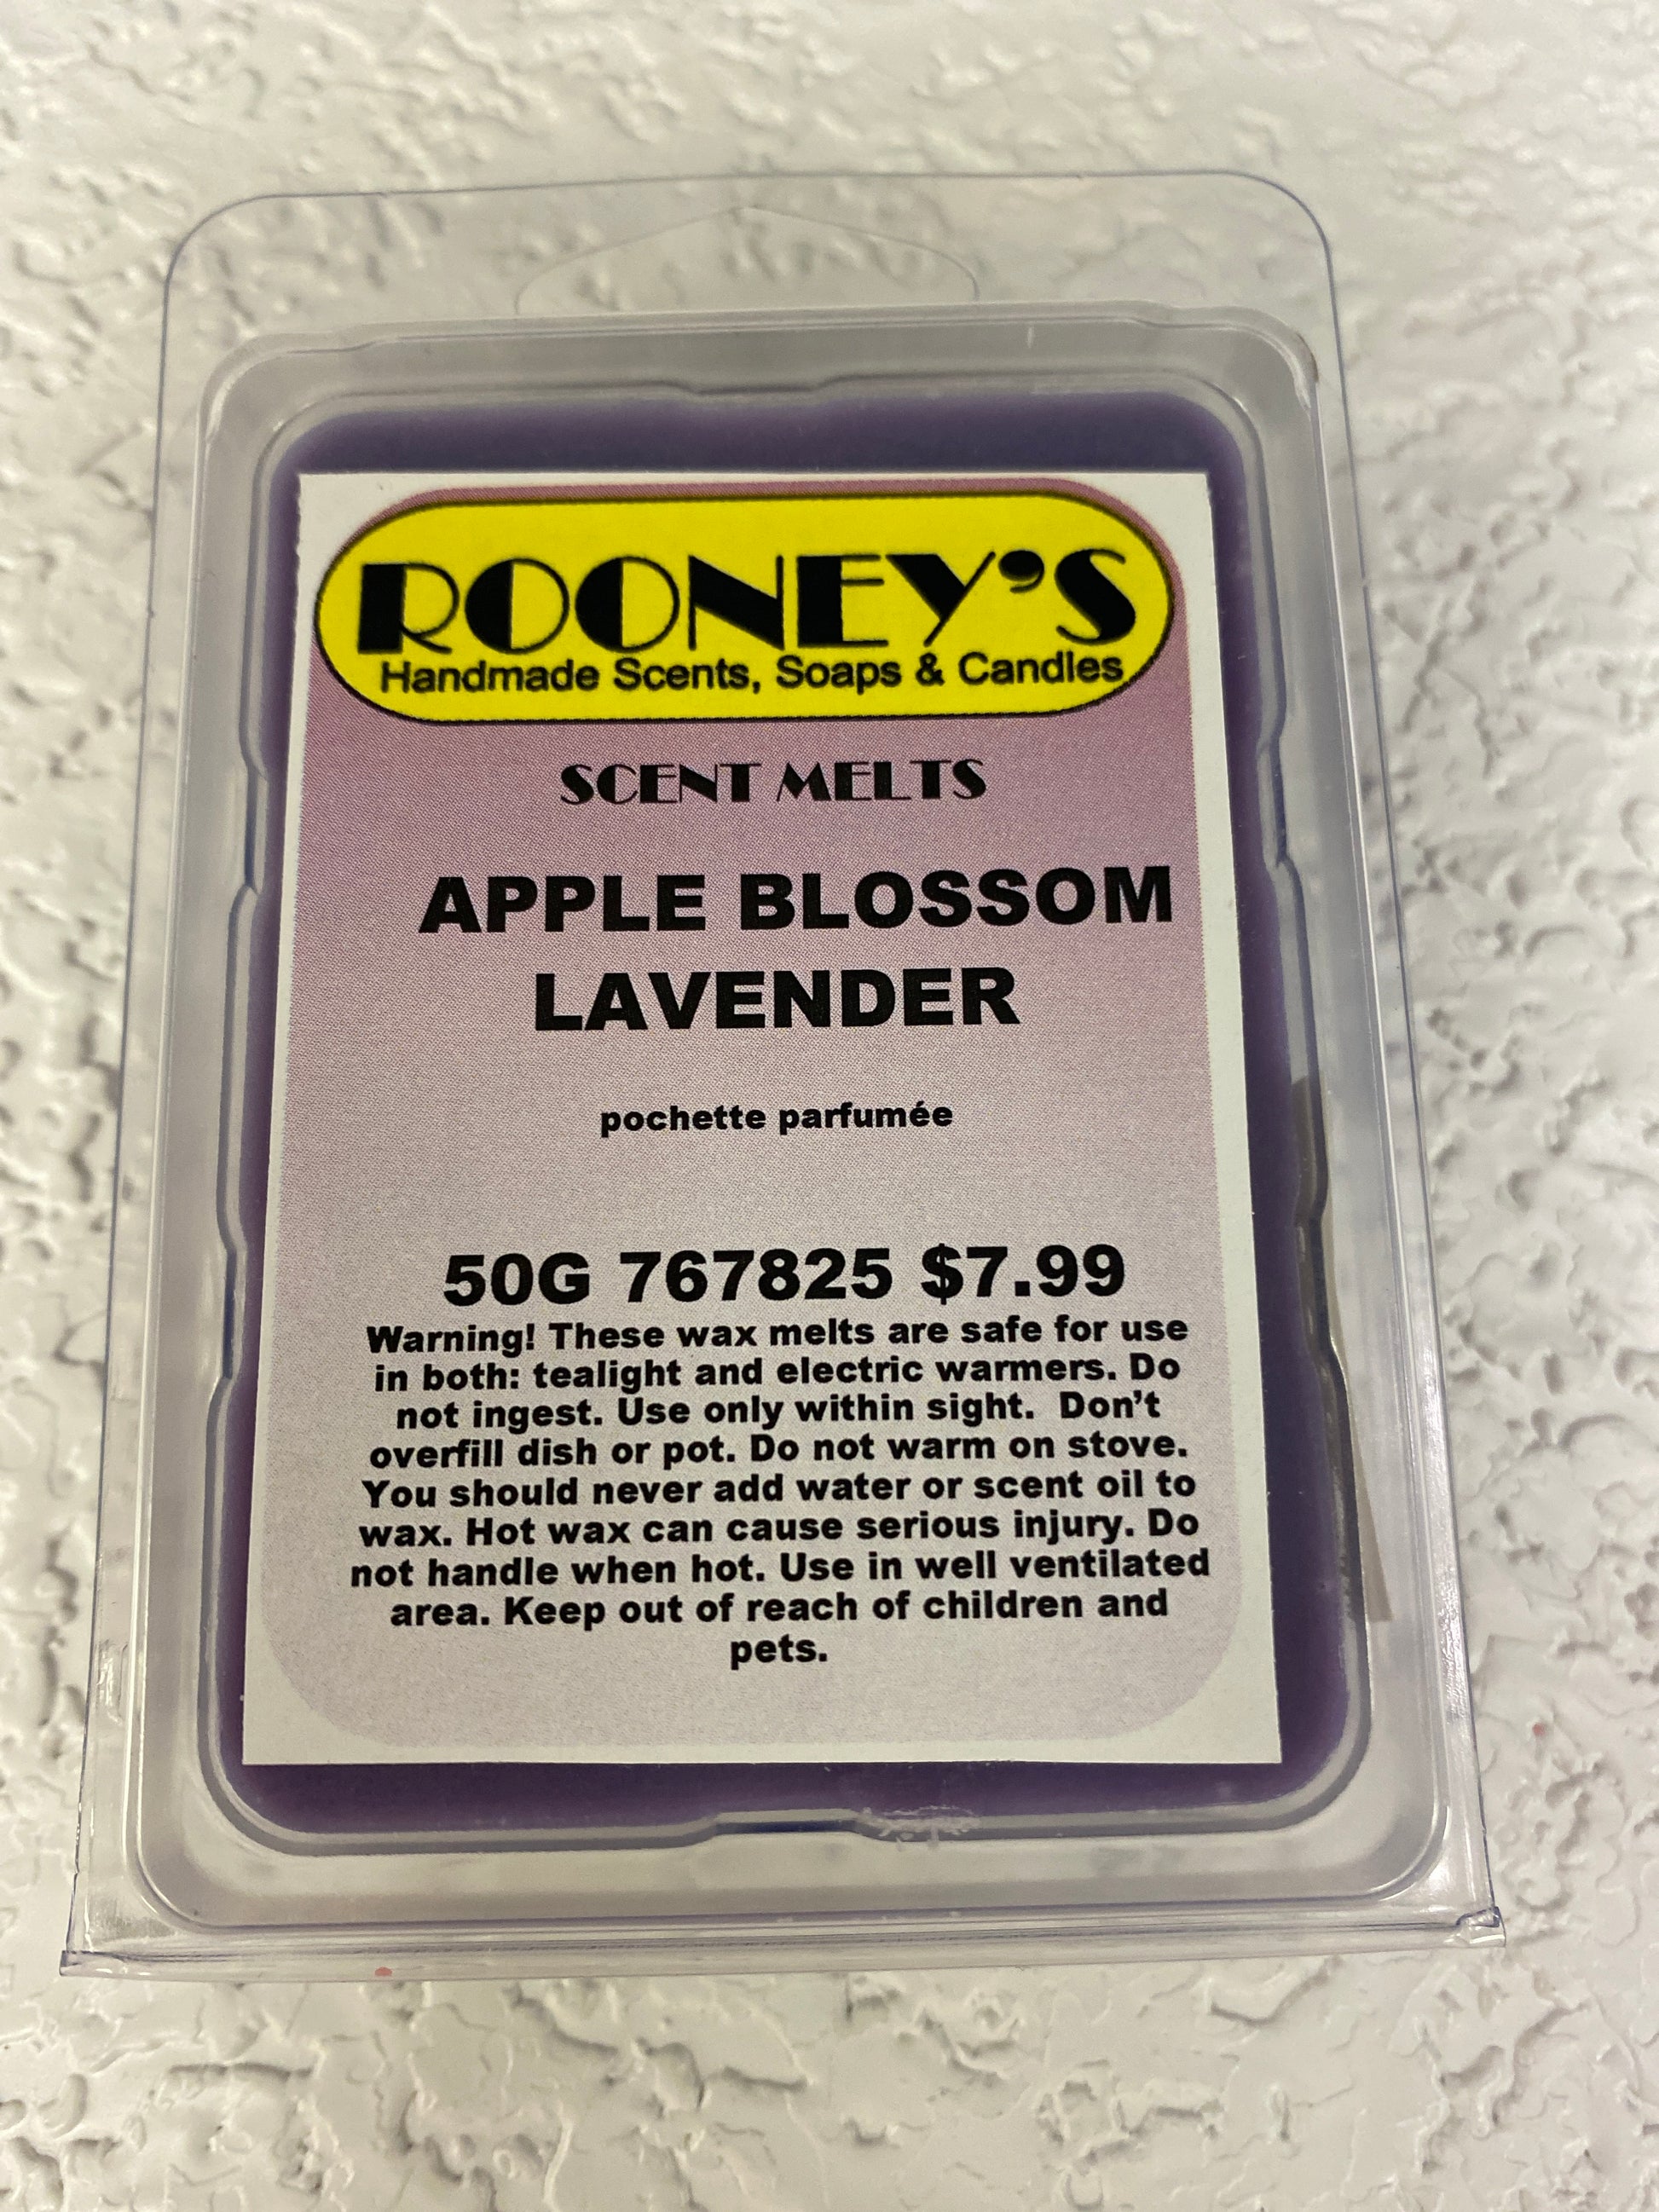 ROONEY'S
Handmade Scents, Soaps & Candles
SCENT MELTS
APPLE BLOSSOM
LAVENDER
pochette parfumée
50G 767825 $7.99
Warning! These wax melts are safe for use
in both: tealight and electric warmers. Do
not ingest. Use only within sight. Don't
overfill dish or pot. Do not warm on stove.
You should never add water or scent oil to
wax. Hot wax can cause serious injury. Do
not handle when hot. Use in well ventilated
area. Keep out of reach of children and
pets.